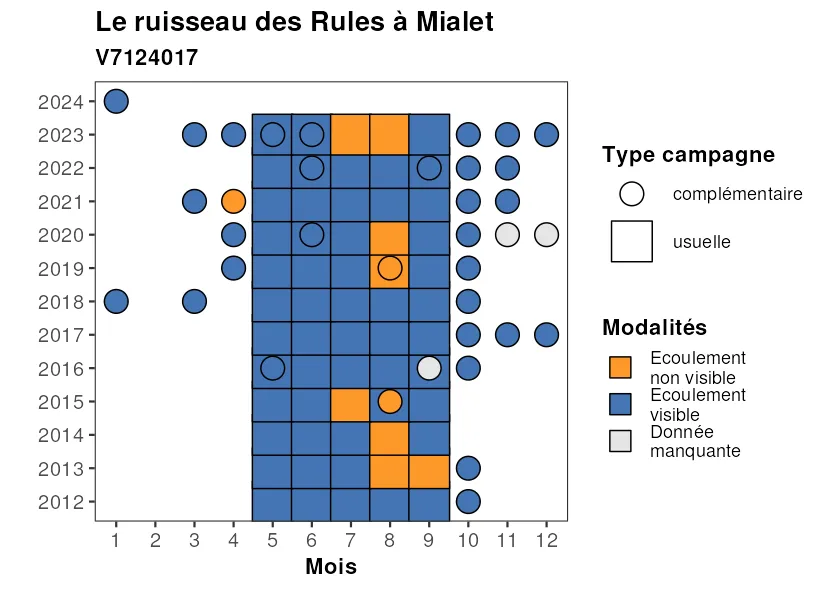 Le ruisseau des Rules à Mialet
V7124017
2024
2023
2022
2021
2020
2019
2018
2017
2016
2015
2014
2013
2012
1 2 3 4 5 6 7 8 9 10 11 12
Mois
Type campagne
complémentaire
usuelle
Modalités
Ecoulement
non visible
Ecoulement
visible
Donnée
manquante